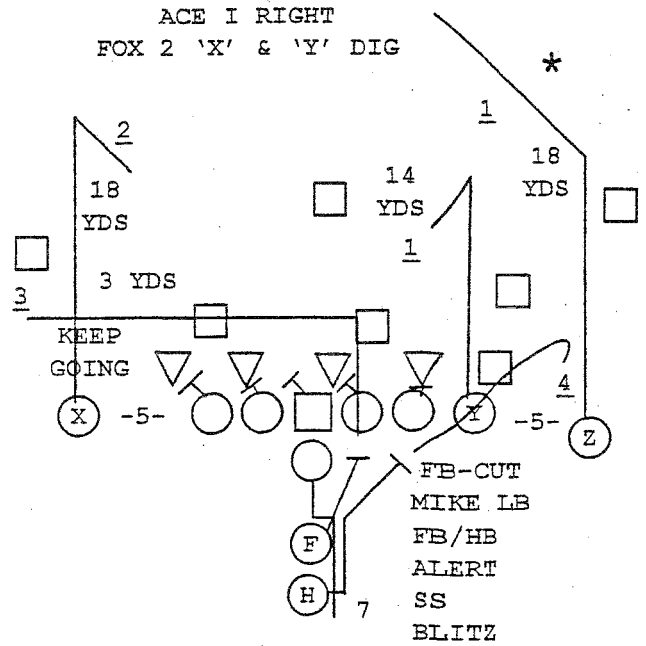 ACE I RIGHT
FOX 2 'X' & 'Y' DIG
*
1
2
18
YDS
14
YDS
18
YDS
1
3 YDS
3
KEEP
GOING
4
X
-5-
Y
-5-
Z
FB-CUT
MIKE LB
F
FB/HB
ALERT
H
7
SS
BLITZ